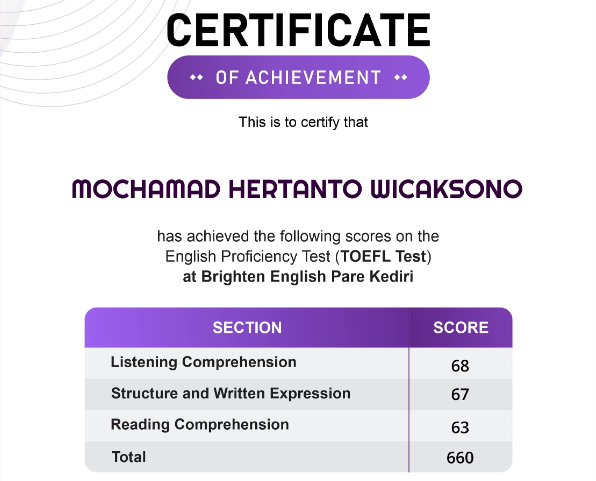 CERTIFICATE
OF ACHIEVEMENT
This is to certify that
MOCHAMAD HERTANTO WICAKSONO
has achieved the following scores on the
English Proficiency Test (TOEFL Test)
at Brighten English Pare Kediri
SECTION SCORE
Listening Comprehension 68
Structure and Written Expression 67
Reading Comprehension 63
Total 660